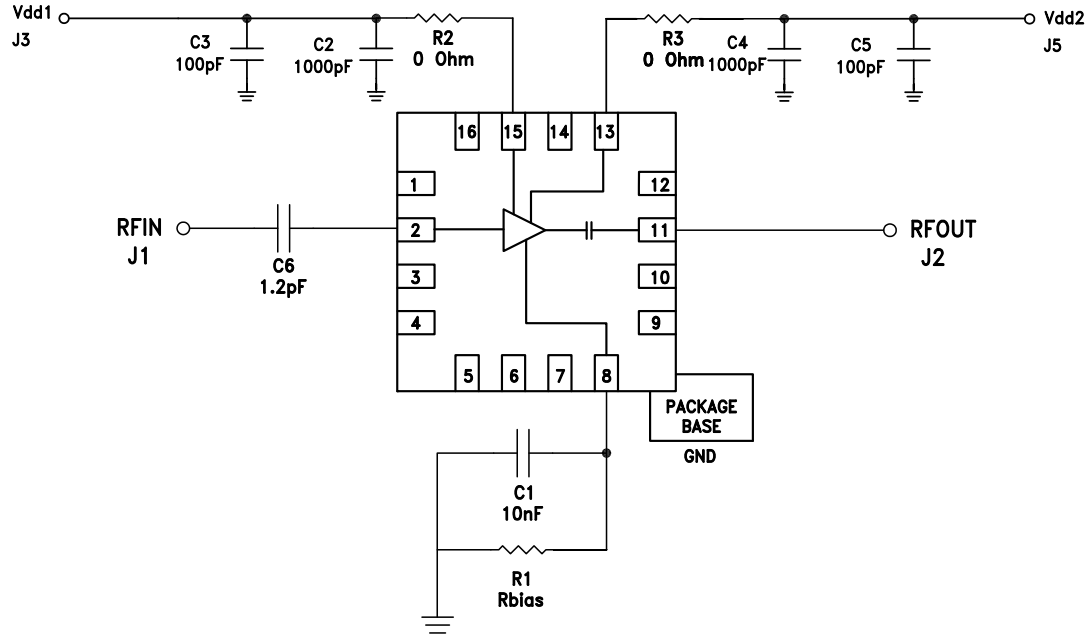 Vdd1
J3
C3
100pF
C2
1000pF
R2
0 Ohm
R3
0 Ohm
C4
1000pF
C5
100pF
Vdd2
J5
16
15
14
13
1
2
3
4
12
11
10
9
5
6
7
8
RFIN
J1
C6
1.2pF
RFOUT
J2
PACKAGE
BASE
GND
C1
10nF
R1
Rbias